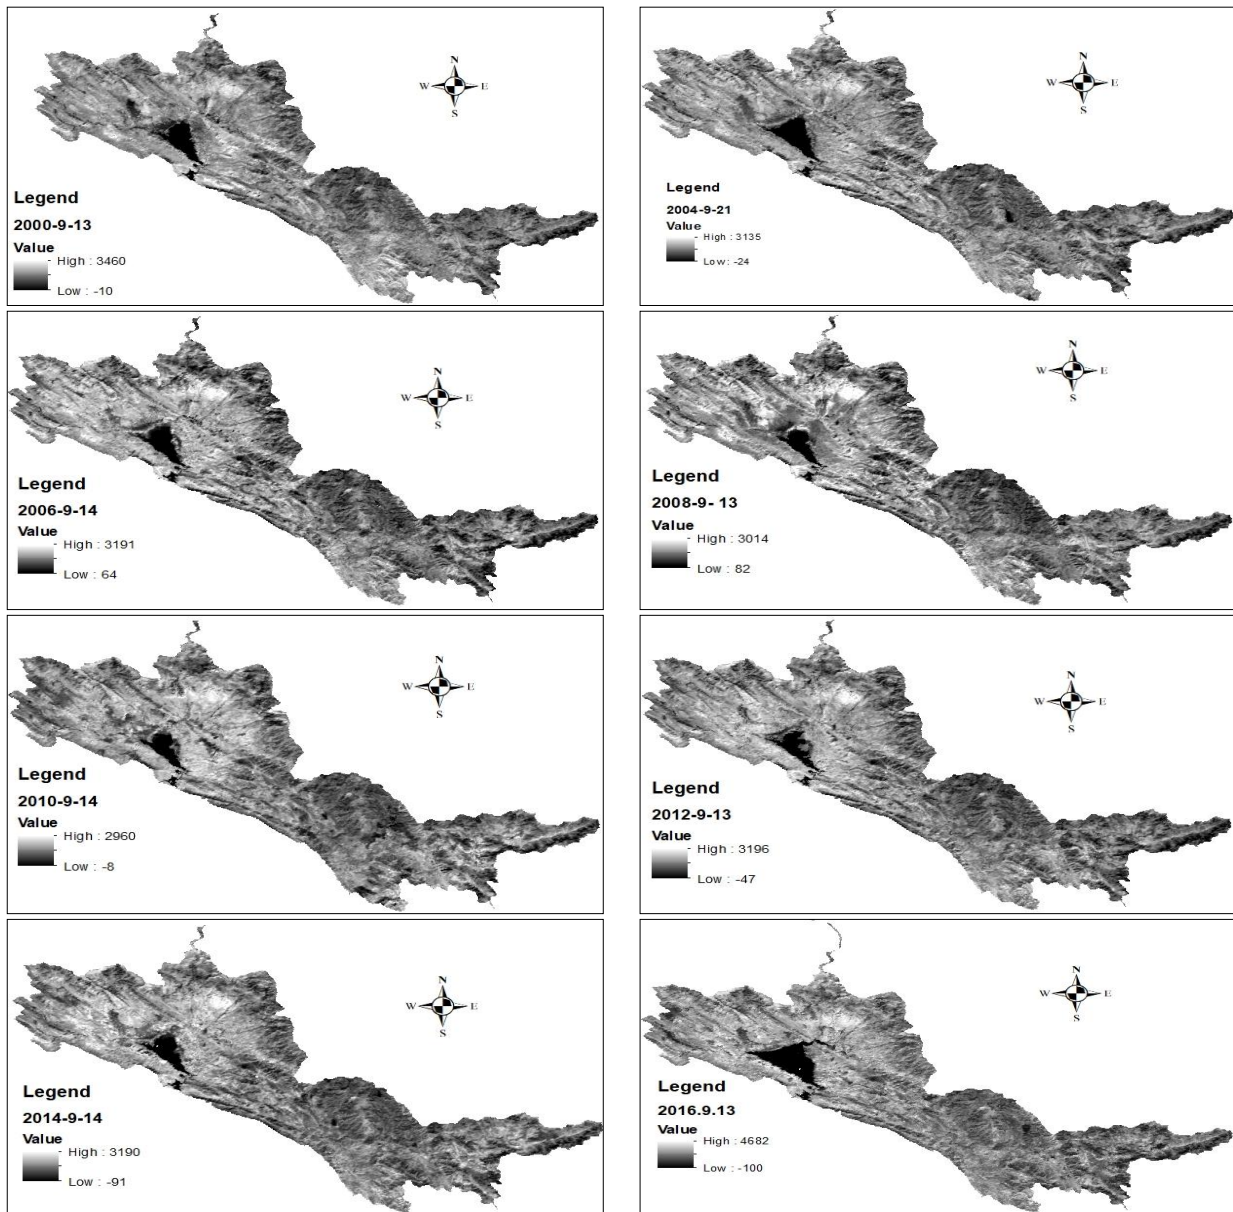 N
W E
S
Legend
2000-9-13
Value
High : 3460
Low : -10
N
W E
S
Legend
2004-9-21
Value
High : 3135
Low : -24
N
W E
S
Legend
2006-9-14
Value
High : 3191
Low : 64
N
W E
S
Legend
2008-9- 13
Value
High : 3014
Low : 82
N
W E
S
Legend
2010-9-14
Value
High : 2960
Low : -8
N
W E
S
Legend
2012-9-13
Value
High : 3196
Low : -47
N
W E
S
Legend
2014-9-14
Value
High : 3190
Low : -91
N
W E
S
Legend
2016.9.13
Value
High : 4682
Low : -100